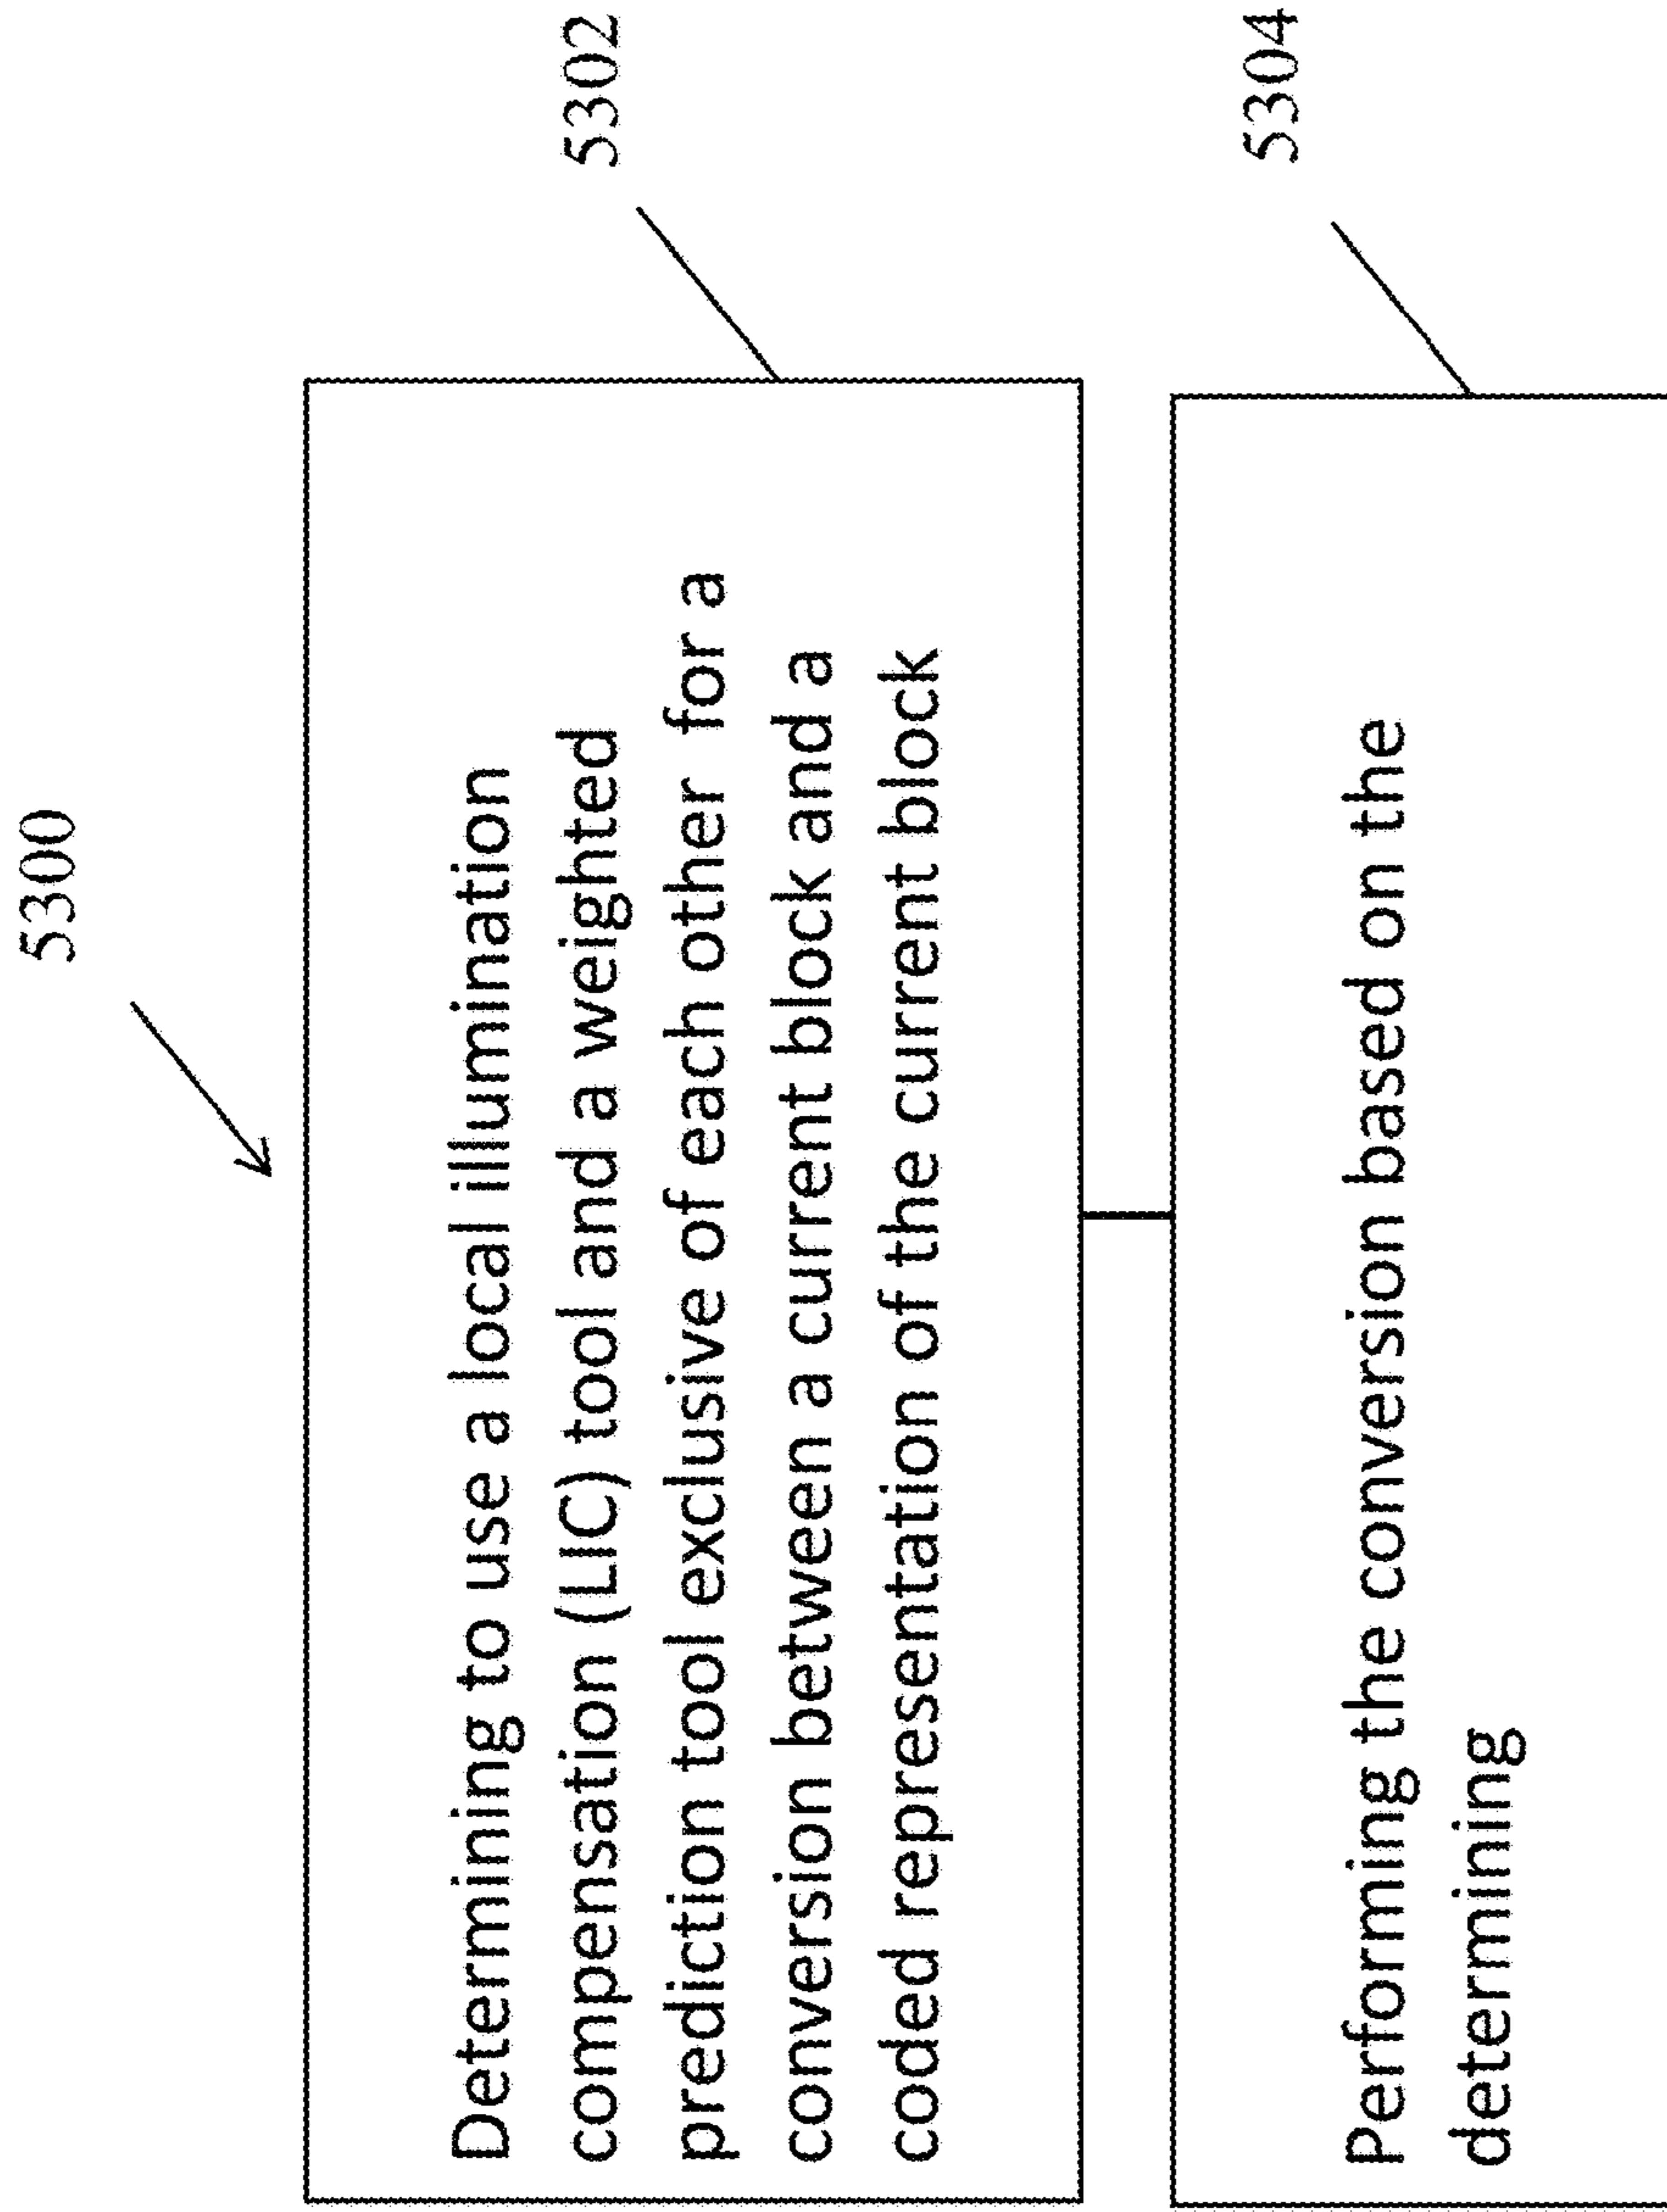 5300
Determining to use a local illumination
compensation (LIC) tool and a weighted
prediction tool exclusive of each other for a
conversion between a current block and a
coded representation of the current block
5302
Performing the conversion based on the
determining
5304